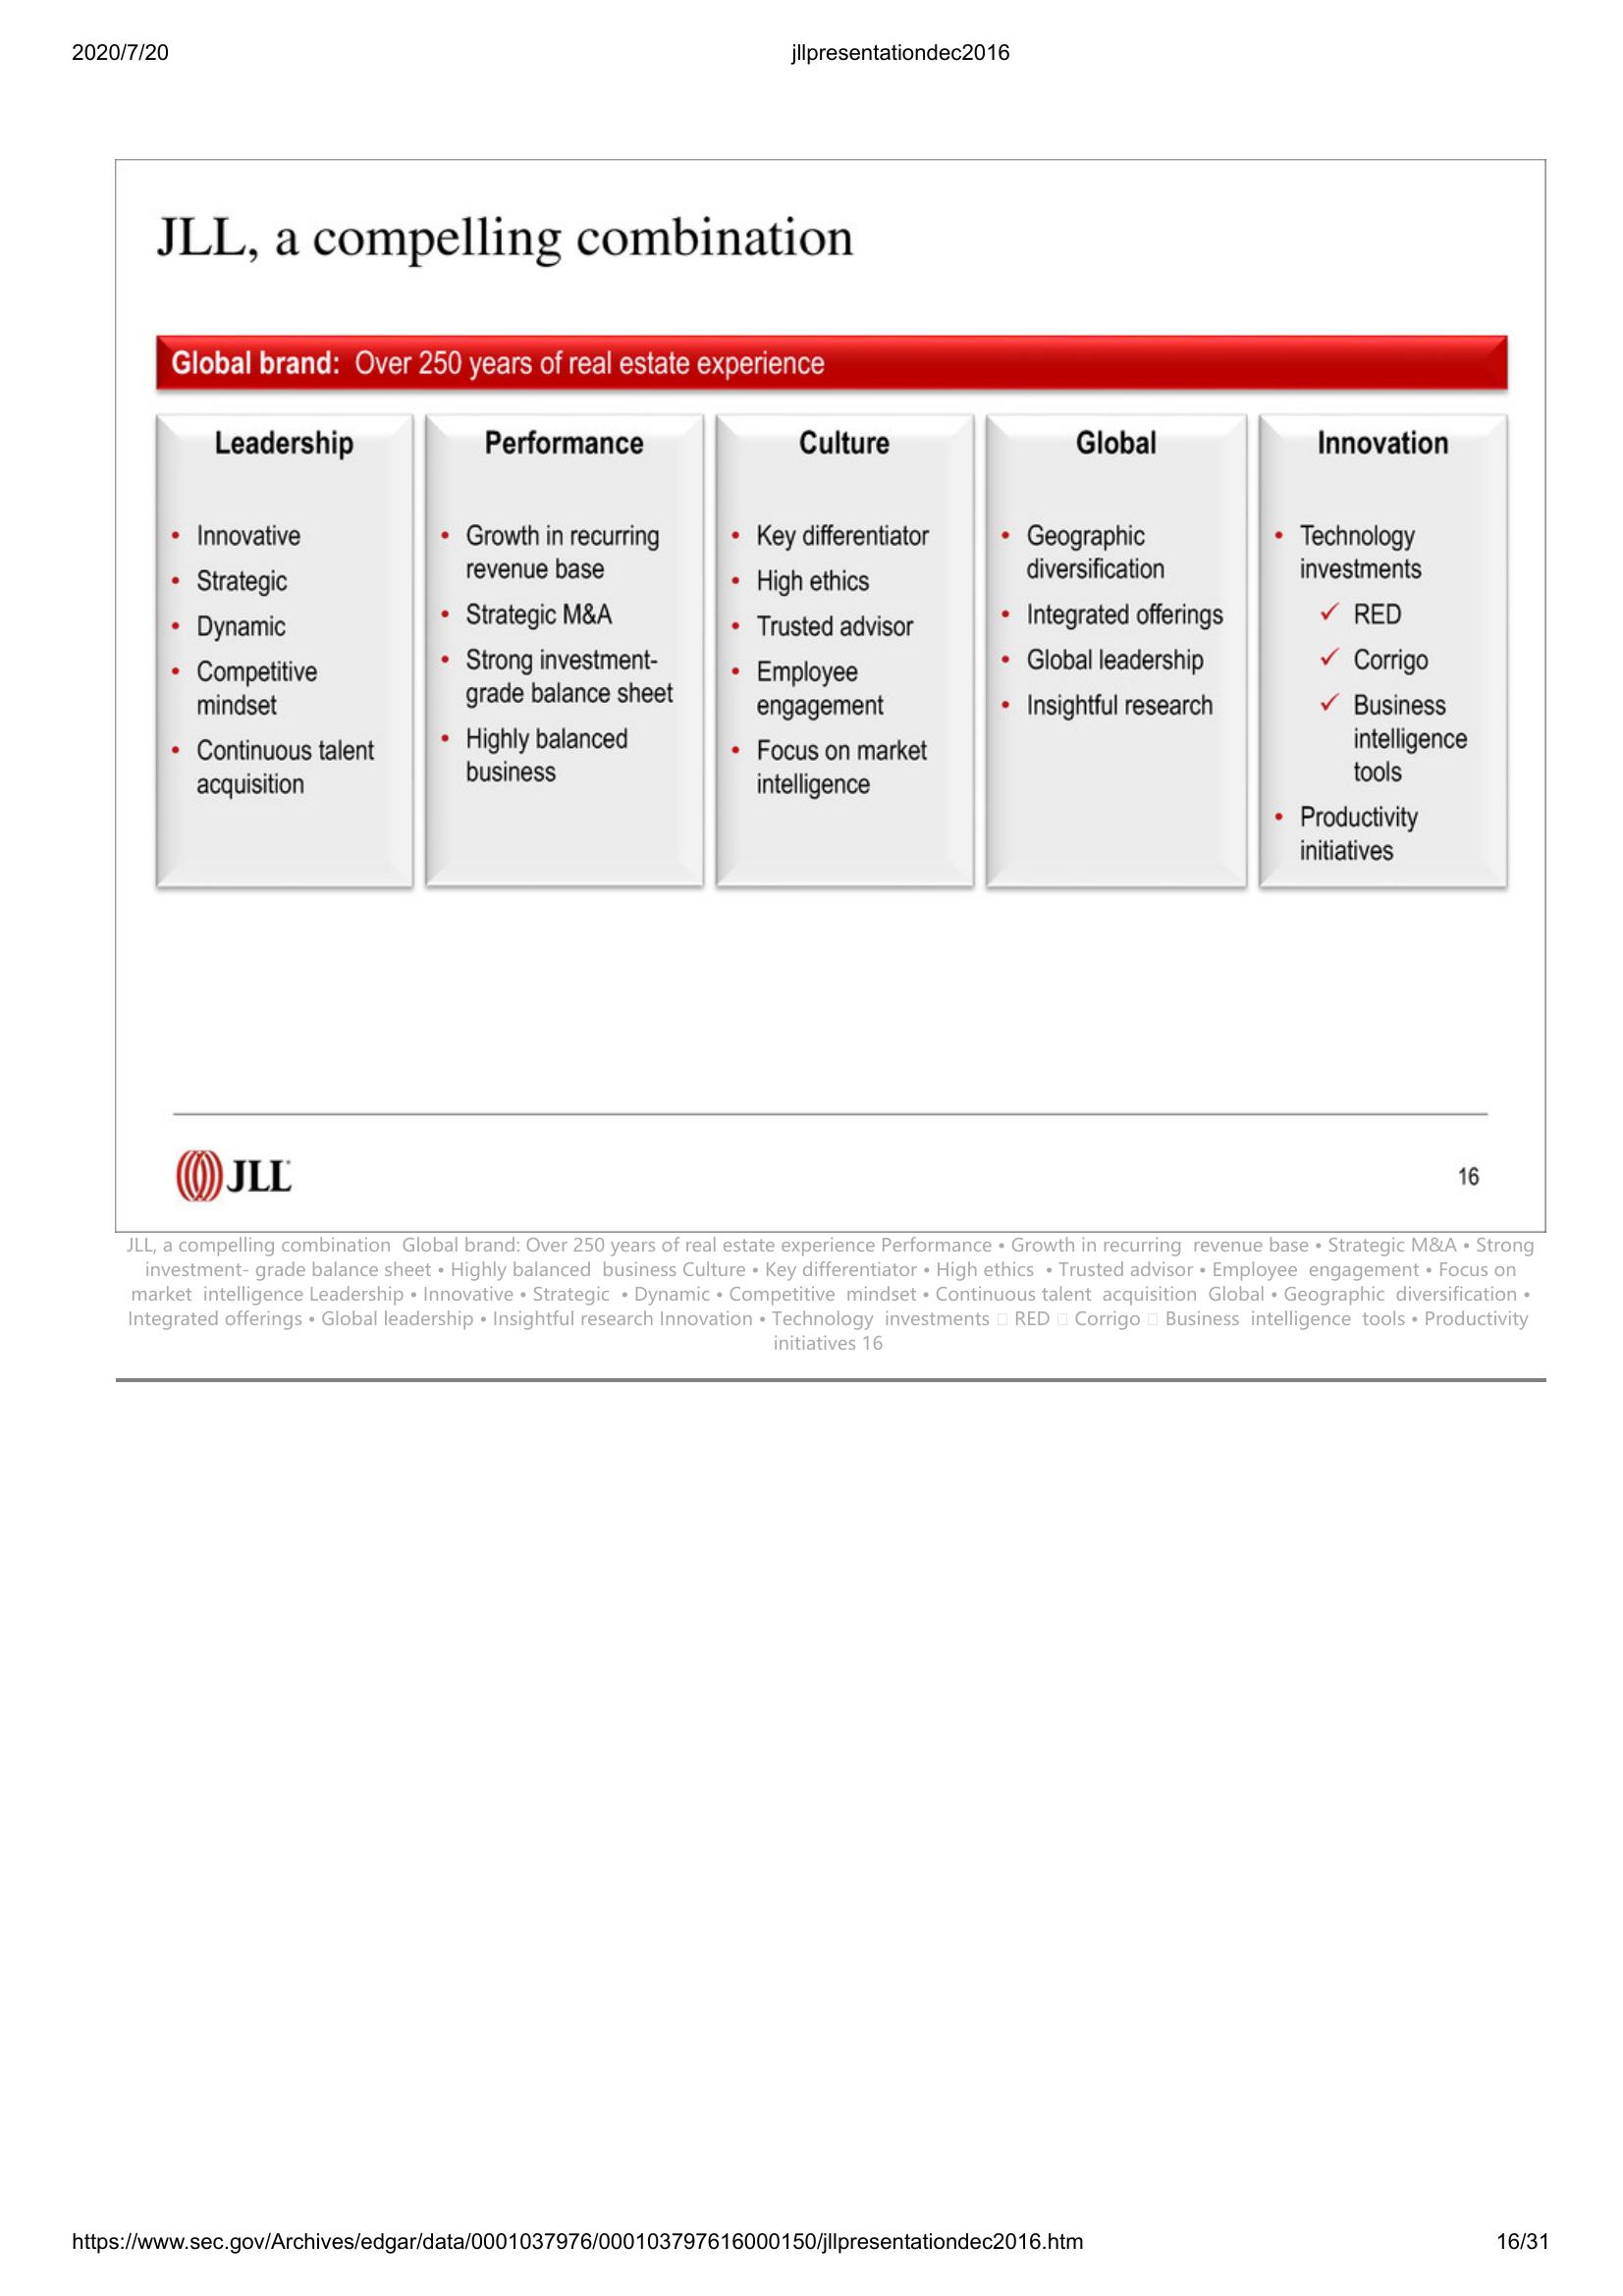 2020/7/20
jllpresentationdec2016
JLL, a compelling combination
Global brand: Over 250 years of real estate experience
Leadership
• Innovative
• Strategic
• Dynamic
• Competitive
mindset
• Continuous talent
acquisition
Performance
• Growth in recurring
revenue base
• Strategic M&A
• Strong investment-
grade balance sheet
• Highly balanced
business
Culture
• Key differentiator
• High ethics
• Trusted advisor
• Employee
engagement
• Focus on market
intelligence
Global
• Geographic
diversification
• Integrated offerings
• Global leadership
• Insightful research
Innovation
• Technology
investments
✓ RED
✓ Corrigo
✓ Business
intelligence
tools
• Productivity
initiatives
JLL
16
JLL, a compelling combination Global brand: Over 250 years of real estate experience Performance • Growth in recurring revenue base • Strategic M&A • Strong
investment- grade balance sheet • Highly balanced business Culture • Key differentiator • High ethics • Trusted advisor • Employee engagement • Focus on
market intelligence Leadership • Innovative • Strategic • Dynamic • Competitive mindset • Continuous talent acquisition Global • Geographic diversification •
Integrated offerings • Global leadership • Insightful research Innovation • Technology investments  RED  Corrigo  Business intelligence tools • Productivity
initiatives 16
https://www.sec.gov/Archives/edgar/data/0001037976/000103797616000150/jllpresentationdec2016.htm
16/31